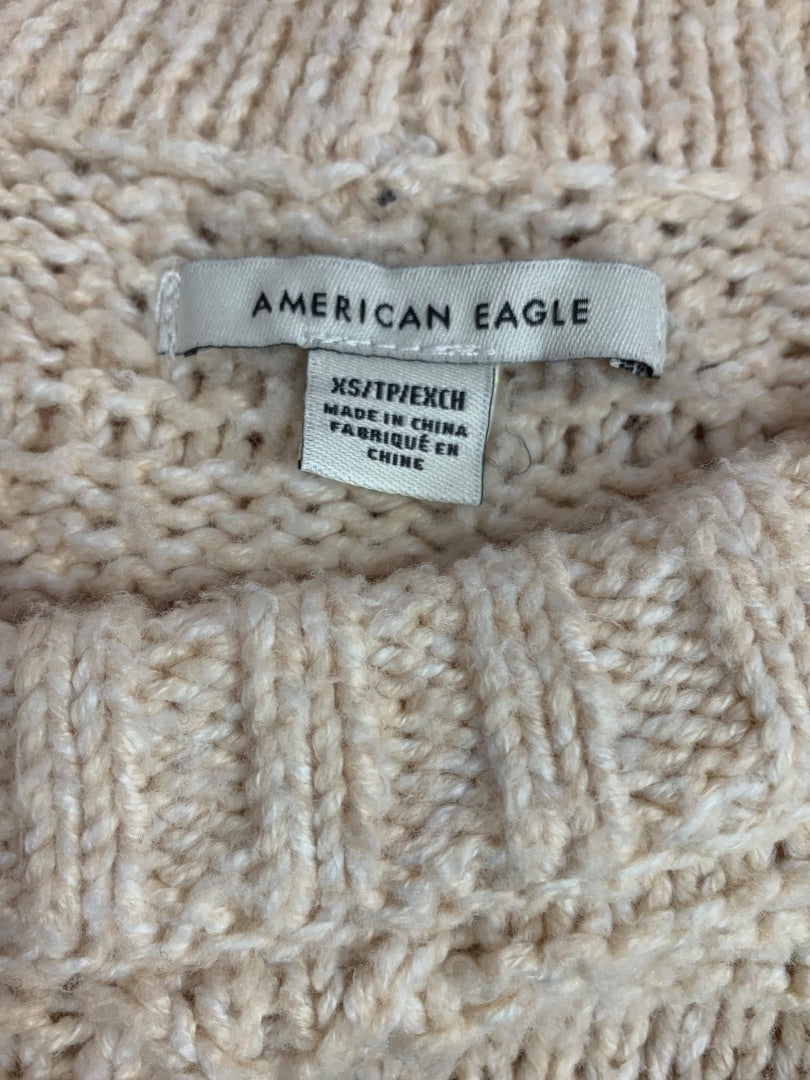 AMERICAN EAGLE
XS/TP/EXCH
MADE IN CHINA
FABRIQUÉ EN
CHINE